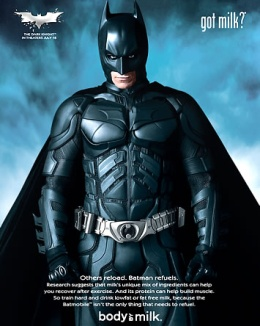 got milk?®
THE DARK KNIGHT
IN THEATERS JULY 18
Others reload. Batman refuels.
Research suggests that milk's unique mix of ingredients can help
you recover after exercise. And its protein can help build muscle.
So train hard and drink lowfat or fat free milk, because the
Batmobile™ isn't the only thing that needs to refuel.
body by milk.